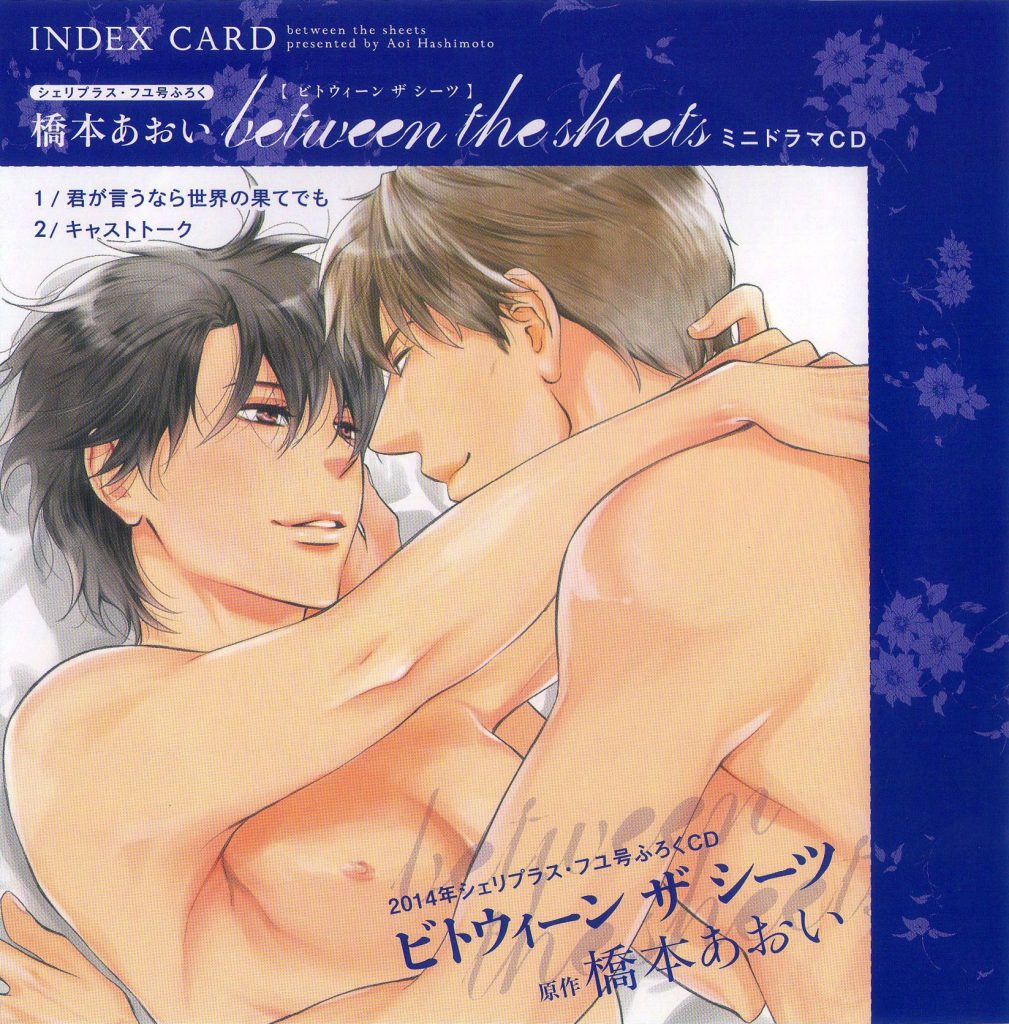 INDEX CARD
between the sheets
presented by Aoi Hashimoto
シェリプラス・フユ号ふろく
【 ビトウィーン ザ シーツ 】
橋本あおい between the sheets ミニドラマCD
1/ 君が言うなら世界の果てでも
2/ キャストトーク
between
the sheets
2014年シェリプラス・フユ号ふろくCD
ビトウィーン ザ シーツ
原作 橋本あおい